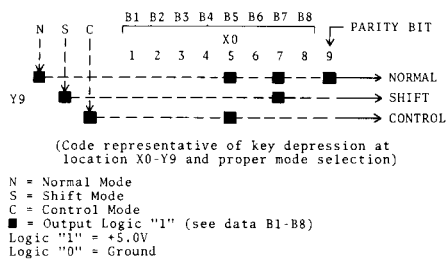 B1 B2 B3 B4 B5 B6 B7 B8
PARITY BIT
N S C X0
1 2 3 4 5 6 7 8 9
NORMAL
Y9 SHIFT
CONTROL
(Code representative of key depression at
location X0-Y9 and proper mode selection)
N = Normal Mode
S = Shift Mode
C = Control Mode
■ = Output Logic "1" (see data B1-B8)
Logic "1" = +5.0V
Logic "0" = Ground